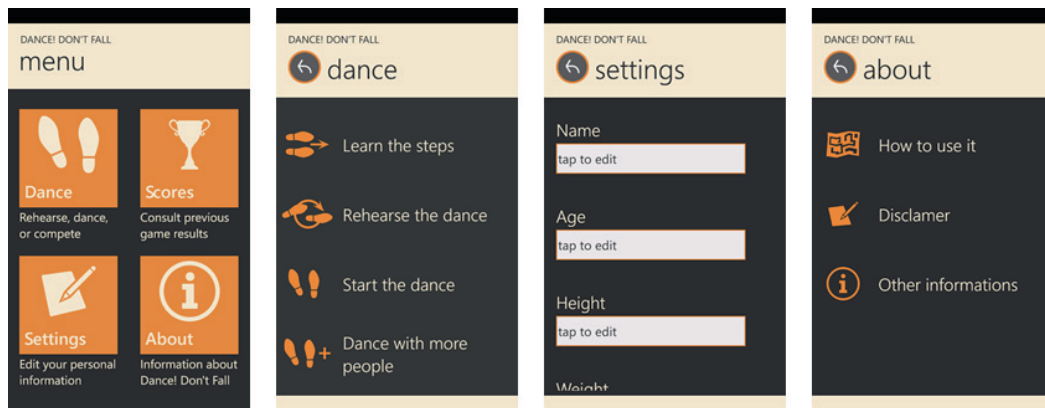 DANCE! DON'T FALL
menu
Dance
Rehearse, dance,
or compete
Scores
Consult previous
game results
Settings
Edit your personal
information
About
Information about
Dance! Don't Fall
DANCE! DON'T FALL
dance
Learn the steps
Rehearse the dance
Start the dance
Dance with more
people
DANCE! DON'T FALL
settings
Name
tap to edit
Age
tap to edit
Height
tap to edit
Weight
DANCE! DON'T FALL
about
How to use it
Disclamer
Other informations